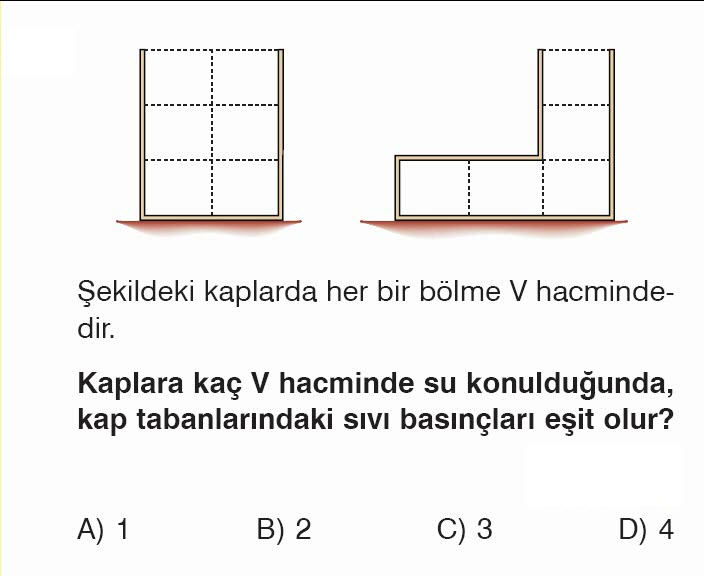 Şekildeki kaplarda her bir bölme V hacminde-
dir.
Kaplara kaç V hacminde su konulduğunda,
kap tabanlarındaki sıvı basınçları eşit olur?
A) 1 B) 2 C) 3 D) 4